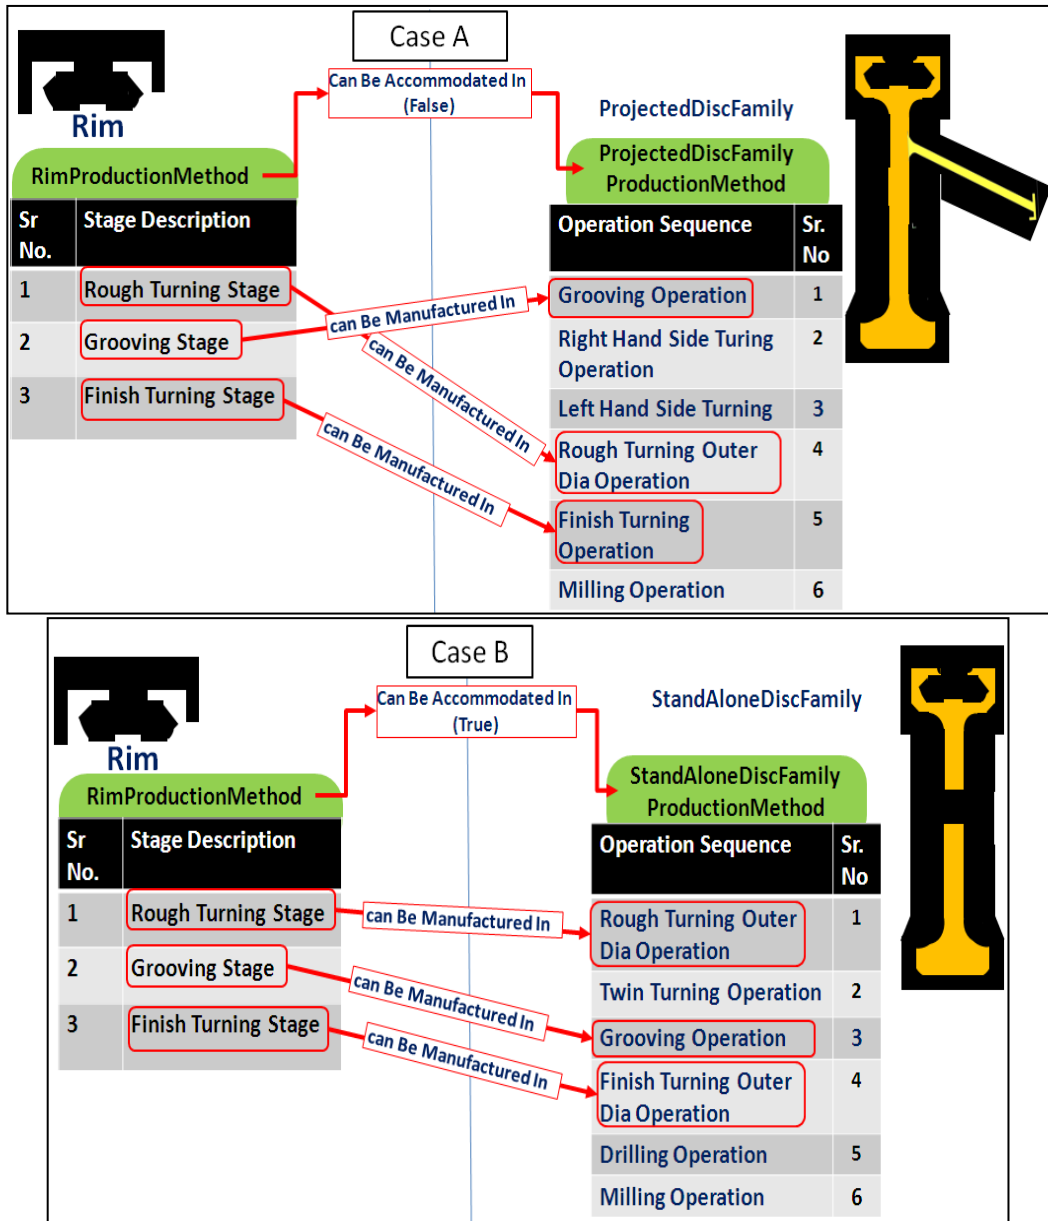 Case A
Can Be Accommodated In
(False)
Rim
ProjectedDiscFamily
RimProductionMethod
ProjectedDiscFamily
ProductionMethod
Sr
No.
Stage Description
1
Rough Turning Stage
2
Grooving Stage
3
Finish Turning Stage
can Be Manufactured In
can Be Manufactured In
can Be Manufactured In
Operation Sequence
Sr.
No
Grooving Operation
1
Right Hand Side Turing
Operation
2
Left Hand Side Turning
3
Rough Turning Outer
Dia Operation
4
Finish Turning
Operation
5
Milling Operation
6
Case B
Can Be Accommodated In
(True)
Rim
StandAloneDiscFamily
RimProductionMethod
StandAloneDiscFamily
ProductionMethod
Sr
No.
Stage Description
1
Rough Turning Stage
2
Grooving Stage
3
Finish Turning Stage
can Be Manufactured In
can Be Manufactured In
can Be Manufactured In
Operation Sequence
Sr.
No
Rough Turning Outer
Dia Operation
1
Twin Turning Operation
2
Grooving Operation
3
Finish Turning Outer
Dia Operation
4
Drilling Operation
5
Milling Operation
6